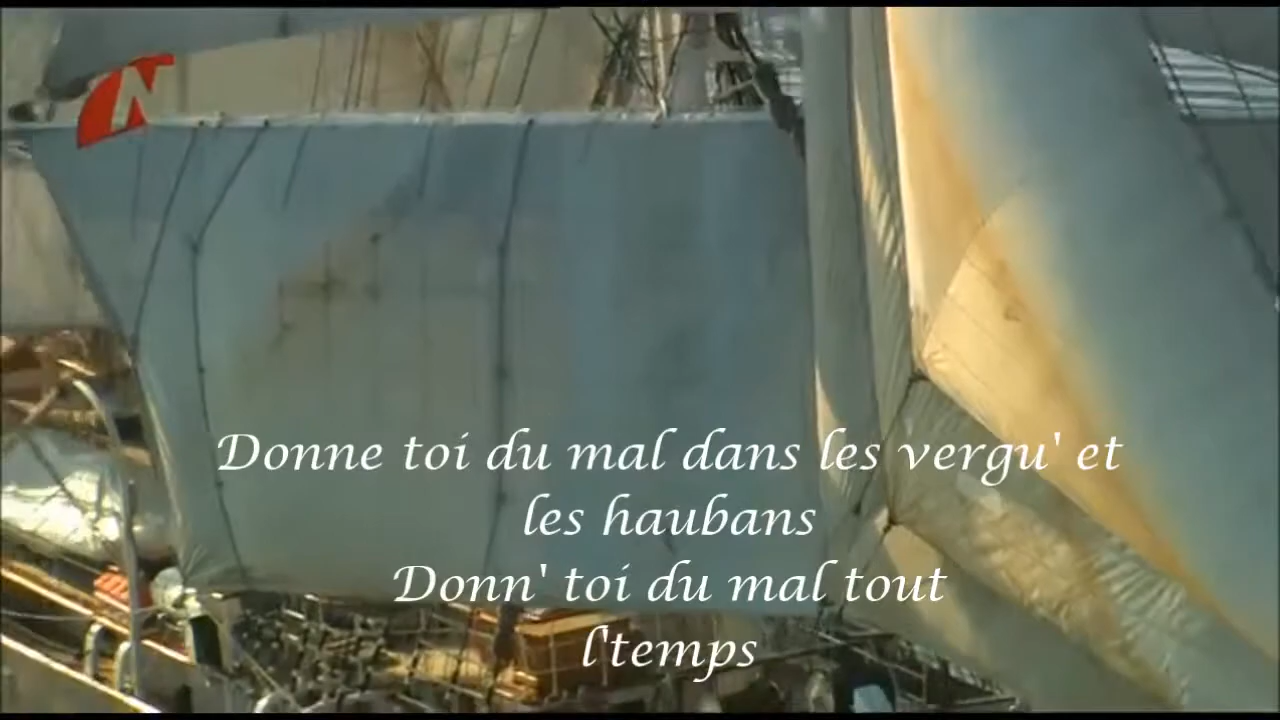 Donne toi du mal dans les vergu' et
les haubans
Donn' toi du mal tout
l'temps